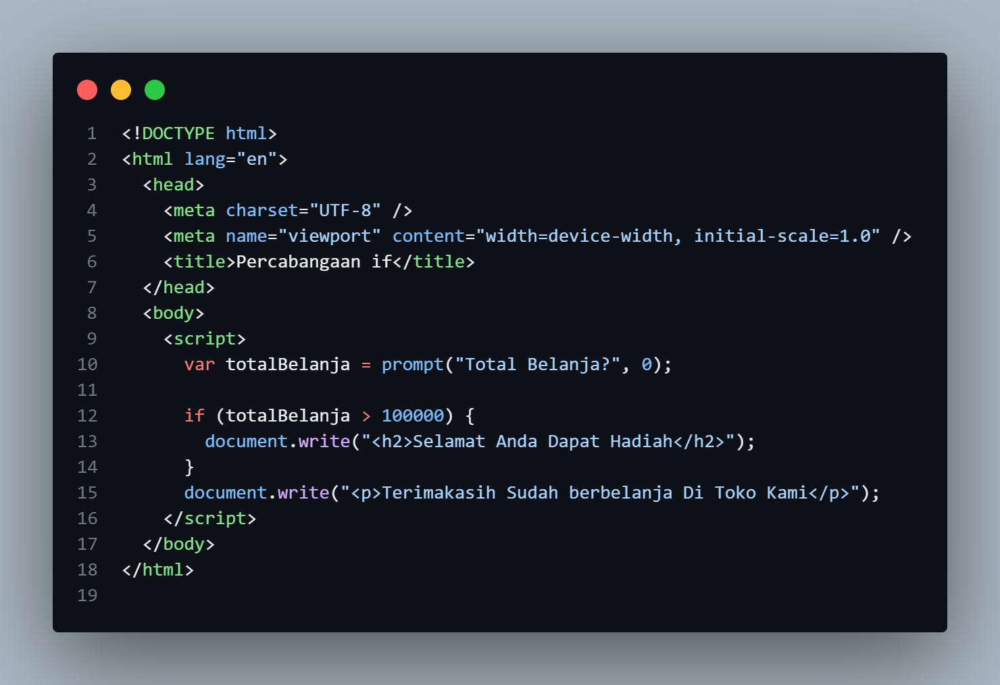 1 <!DOCTYPE html>
2 <html lang="en">
3   <head>
4     <meta charset="UTF-8" />
5     <meta name="viewport" content="width=device-width, initial-scale=1.0" />
6     <title>Percabangaan if</title>
7   </head>
8   <body>
9     <script>
10       var totalBelanja = prompt("Total Belanja?", 0);
11
12       if (totalBelanja > 100000) {
13         document.write("<h2>Selamat Anda Dapat Hadiah</h2>");
14       }
15       document.write("<p>Terimakasih Sudah berbelanja Di Toko Kami</p>");
16     </script>
17   </body>
18 </html>
19